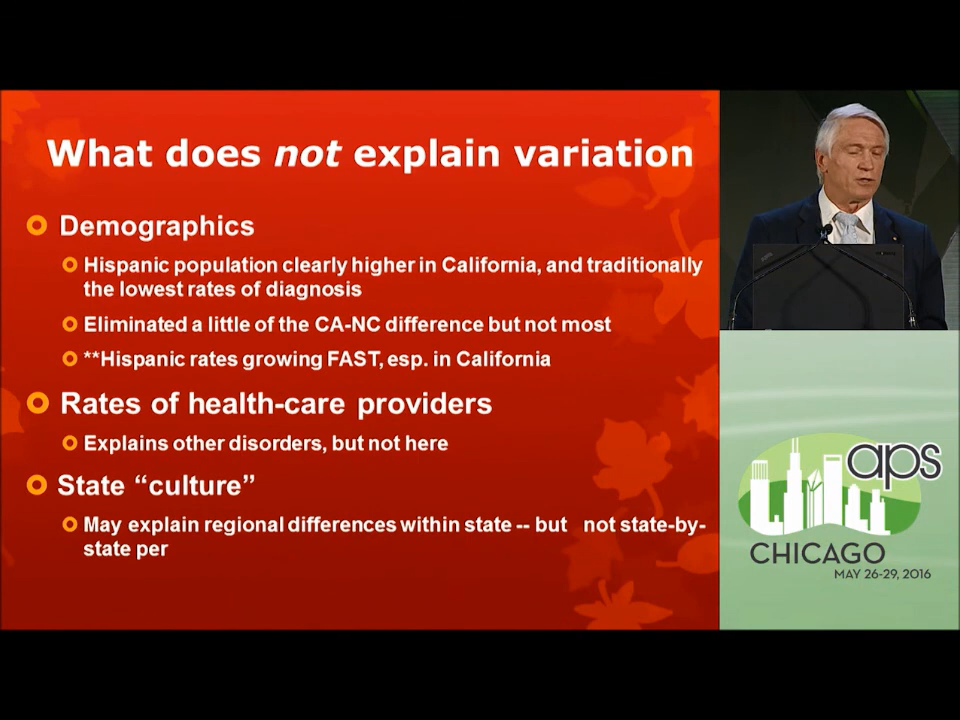 What does not explain variation
Demographics
Hispanic population clearly higher in California, and traditionally
the lowest rates of diagnosis
Eliminated a little of the CA-NC difference but not most
**Hispanic rates growing FAST, esp. in California
Rates of health-care providers
Explains other disorders, but not here
State “culture”
May explain regional differences within state -- but not state-by-
state per
aps
CHICAGO
MAY 26-29, 2016